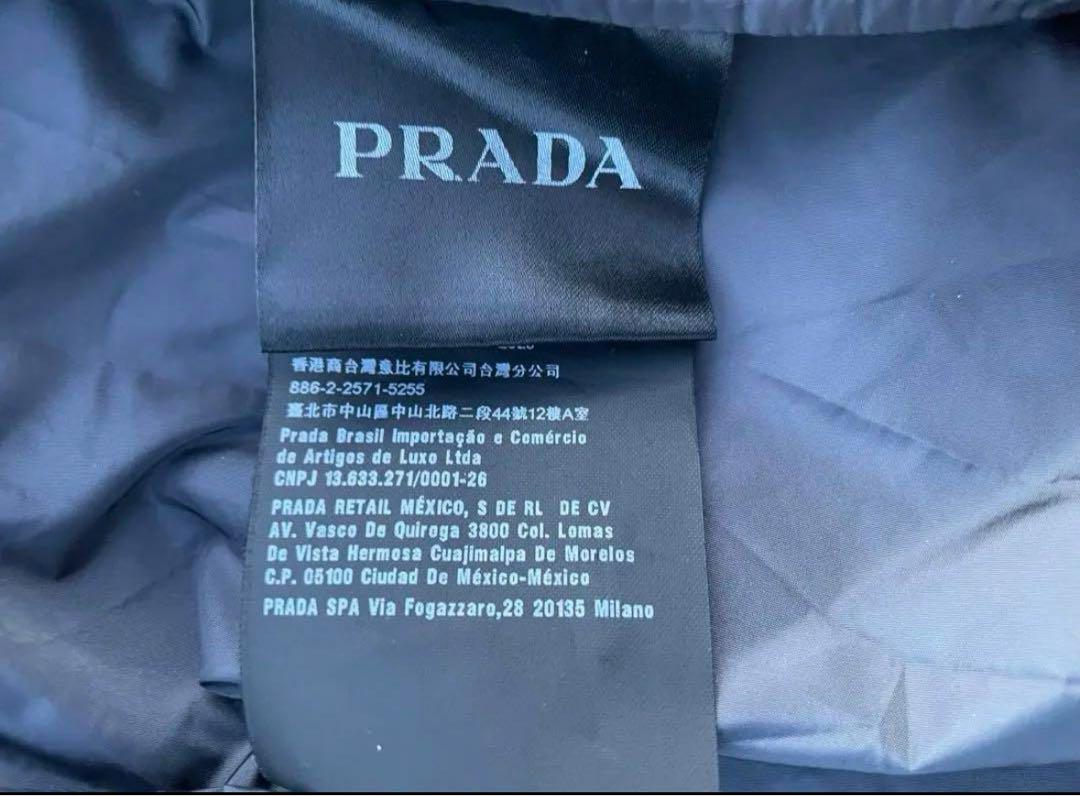 PRADA
香港商台灣意比有限公司台灣分公司
886-2-2571-5255
臺北市中山區中山北路二段44號12樓A室
Prada Brasil Importação e Comércio
de Artigos de Luxo Ltda
CNPJ 13.633.271/0001-26
PRADA RETAIL MÉXICO, S DE RL DE CV
AV. Vasco De Quiroga 3800 Col. Lomas
De Vista Hermosa Cuajimalpa De Morelos
C.P. 05100 Ciudad De México-México
PRADA SPA Via Fogazzaro,28 20135 Milano